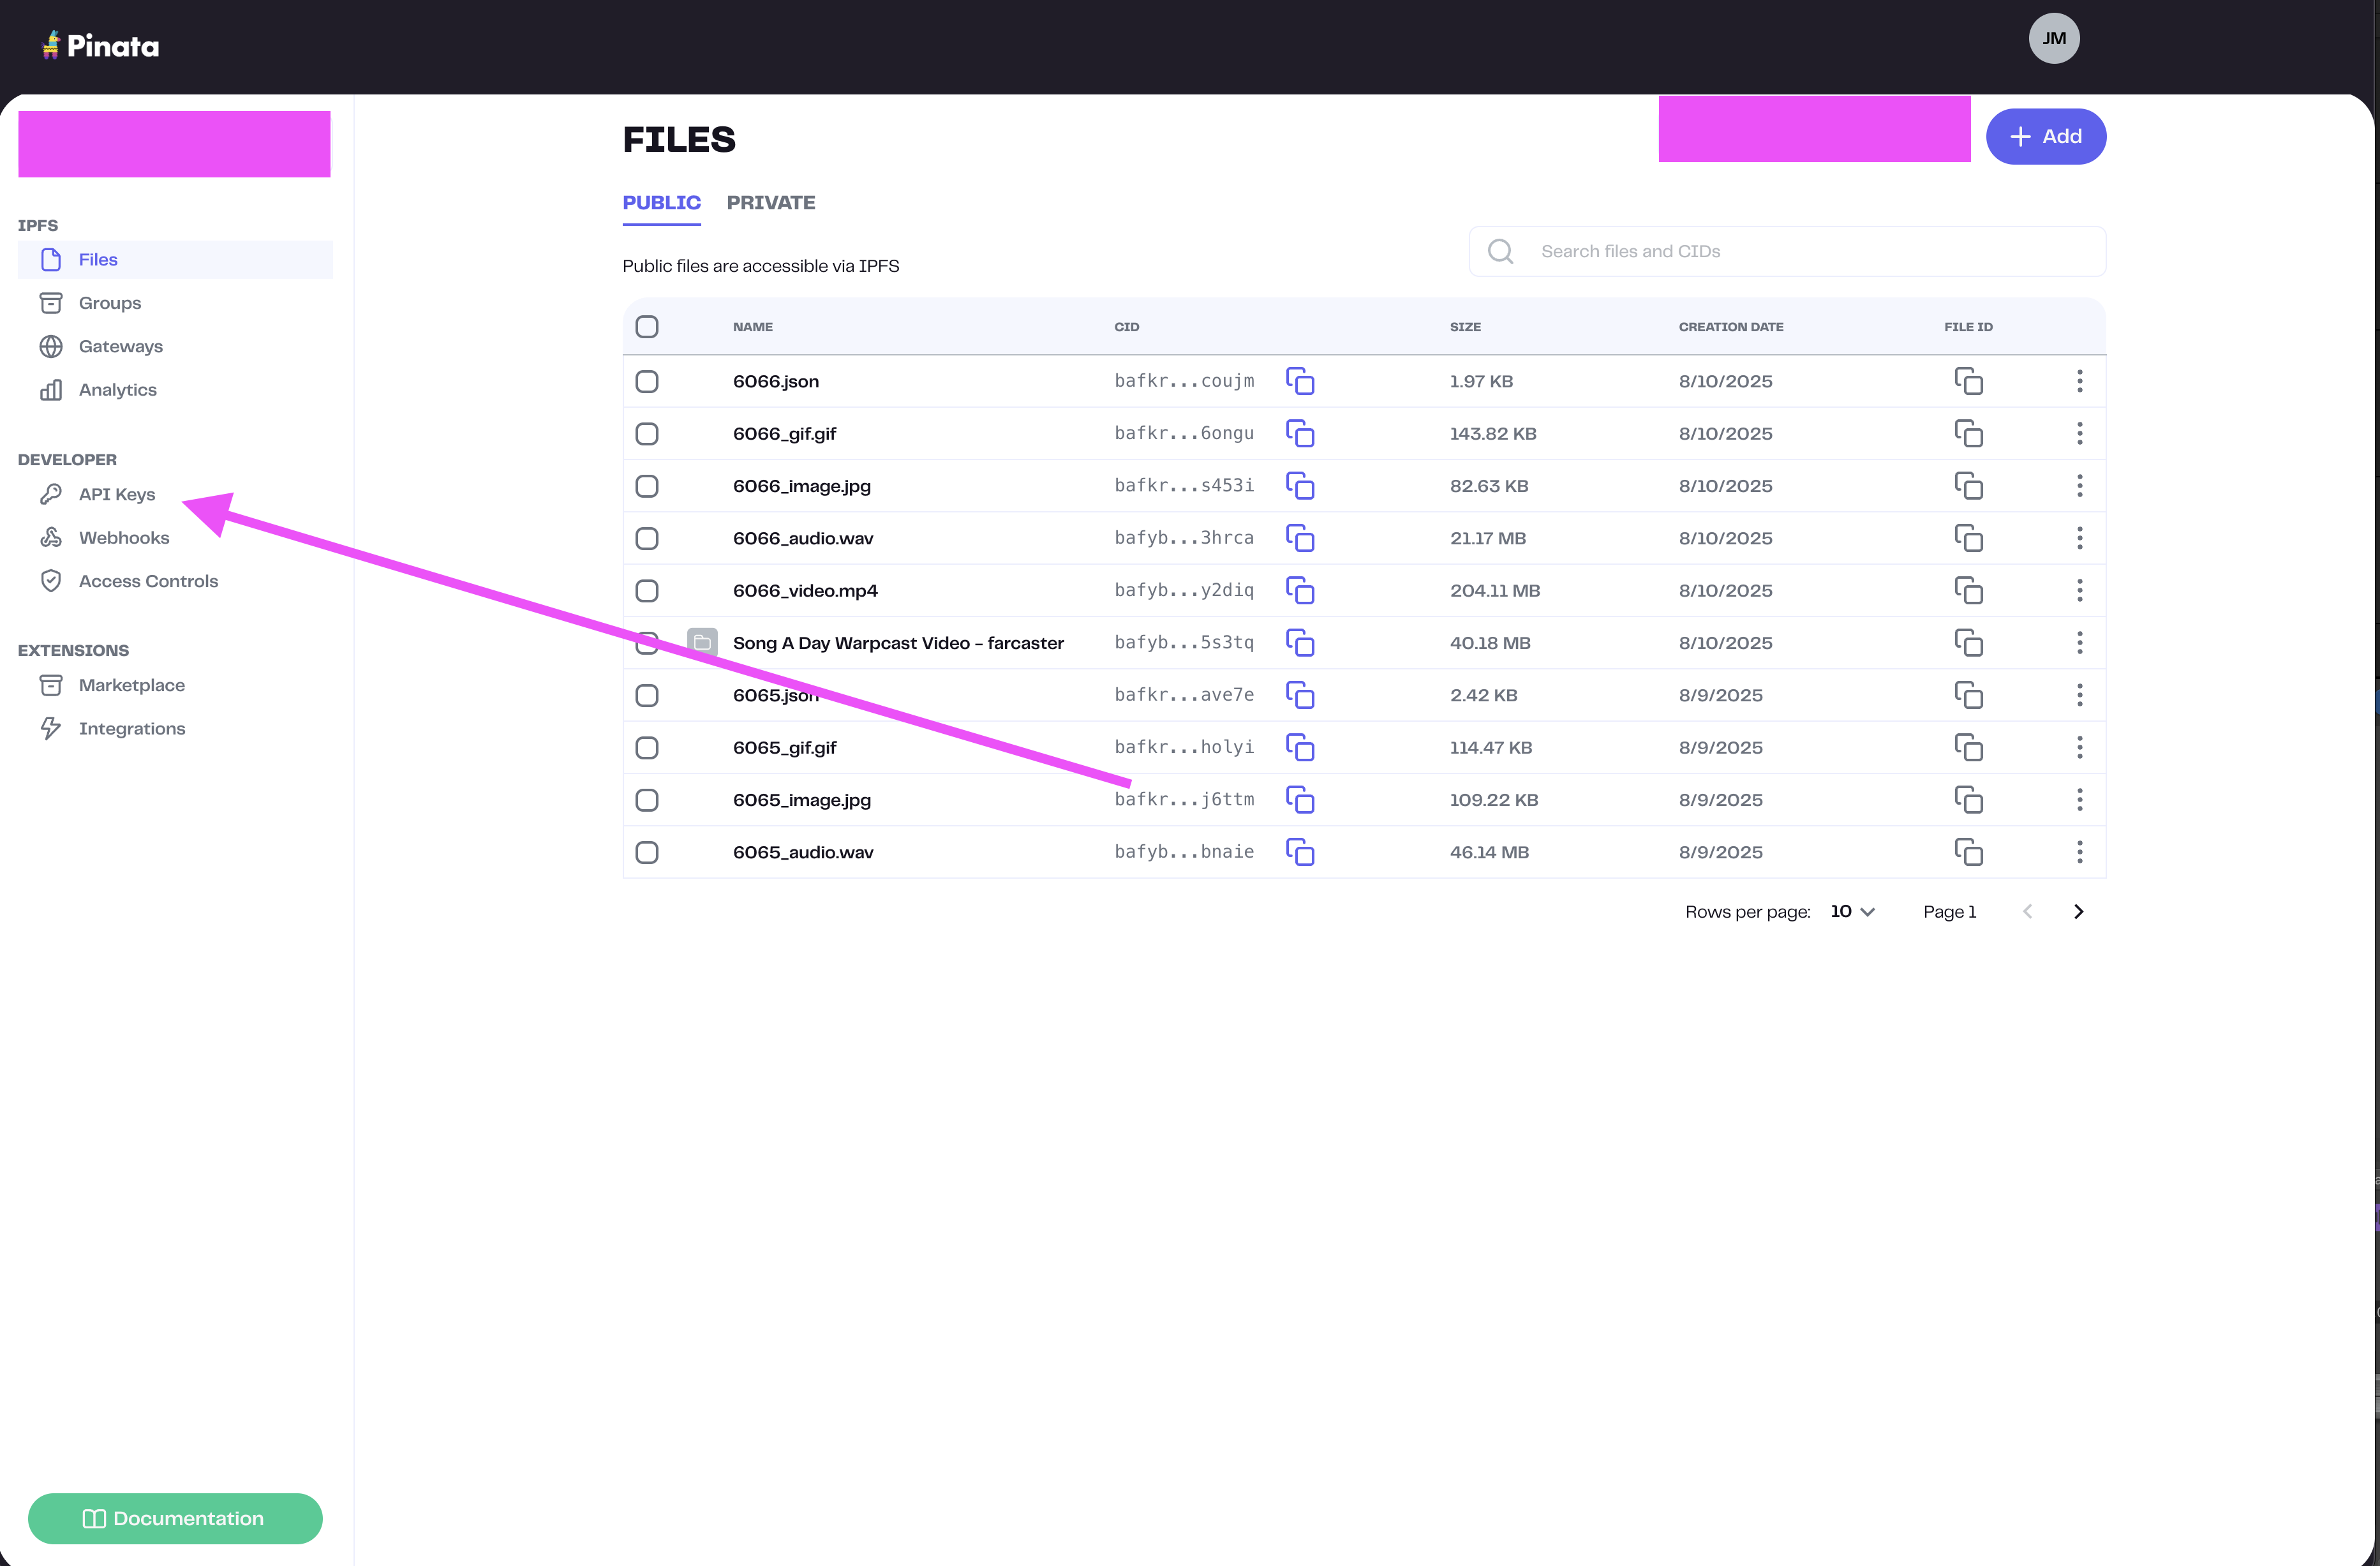 Pinata
JM
IPFS
Files
Groups
Gateways
Analytics
DEVELOPER
API Keys
Webhooks
Access Controls
EXTENSIONS
Marketplace
Integrations
Documentation
FILES
Add
PUBLIC PRIVATE
Public files are accessible via IPFS
Search files and CIDs
NAME CID SIZE CREATION DATE FILE ID
6066.json bafkr...coujm 1.97 KB 8/10/2025
6066_gif.gif bafkr...6ongu 143.82 KB 8/10/2025
6066_image.jpg bafkr...s453i 82.63 KB 8/10/2025
6066_audio.wav bafyb...3hrca 21.17 MB 8/10/2025
6066_video.mp4 bafyb...y2diq 204.11 MB 8/10/2025
Song A Day Warpcast Video - farcaster bafyb...5s3tq 40.18 MB 8/10/2025
6065.json bafkr...ave7e 2.42 KB 8/9/2025
6065_gif.gif bafkr...holyi 114.47 KB 8/9/2025
6065_image.jpg bafkr...j6ttm 109.22 KB 8/9/2025
6065_audio.wav bafyb...bnaie 46.14 MB 8/9/2025
Rows per page: 10 Page 1